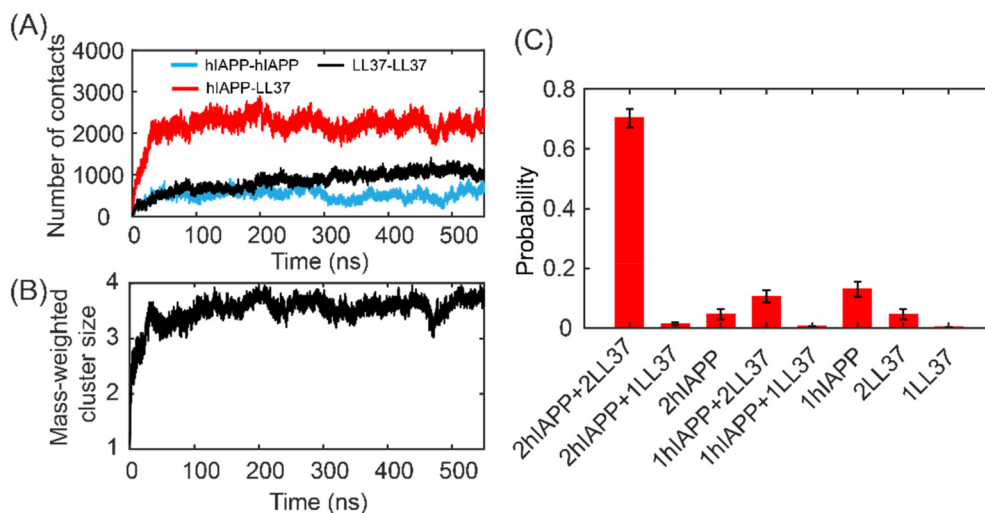 (A)
Number of contacts
4000
3000
2000
1000
0
hIAPP-hIAPP
LL37-LL37
hIAPP-LL37
0 100 200 300 400 500
Time (ns)
(B)
Mass-weighted
cluster size
4
3
2
1
0 100 200 300 400 500
Time (ns)
(C)
Probability
0.8
0.6
0.4
0.2
0
2hIAPP+2LL37
2hIAPP+1LL37
2hIAPP
1hIAPP+2LL37
1hIAPP+1LL37
1hIAPP
2LL37
1LL37